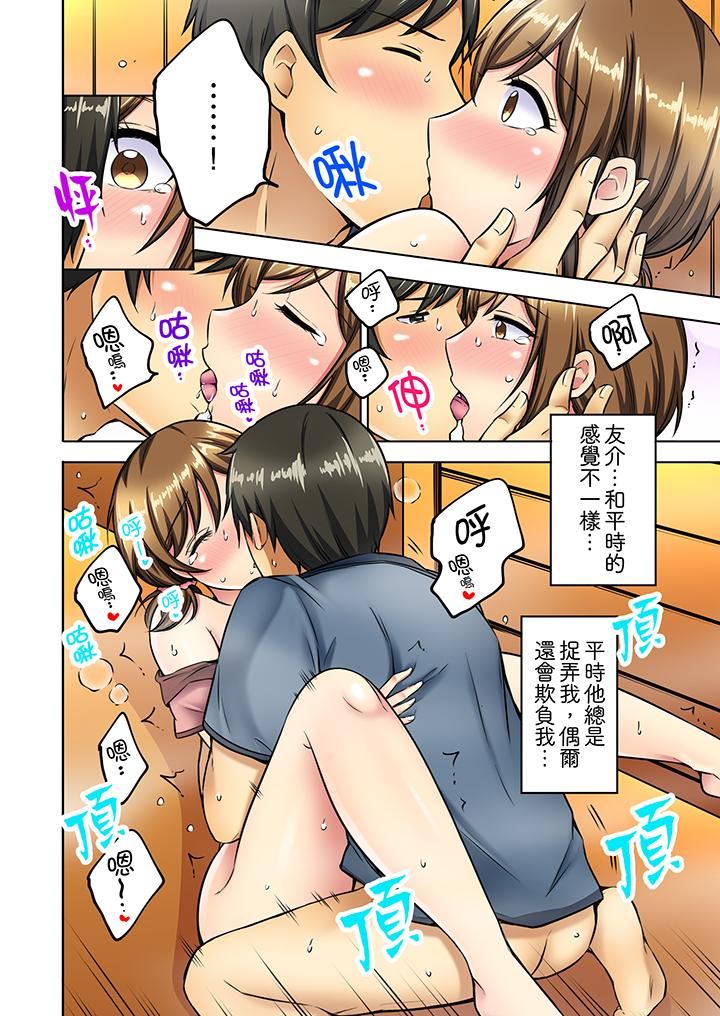 ……！
啾…
怦…
啊
呼…
嗯…
伸
咕啾…
咕啾
咕啾
嗯
嗚…
友介…和平時的
感覺不一樣…
平時他總是
捉弄我，偶爾
還會欺負我…
頂
呼
嗯
嗚…
呼…
咕啾
嗯
嗚…
呼
咕啾
嗯…
頂
頂
嗯～…
頂